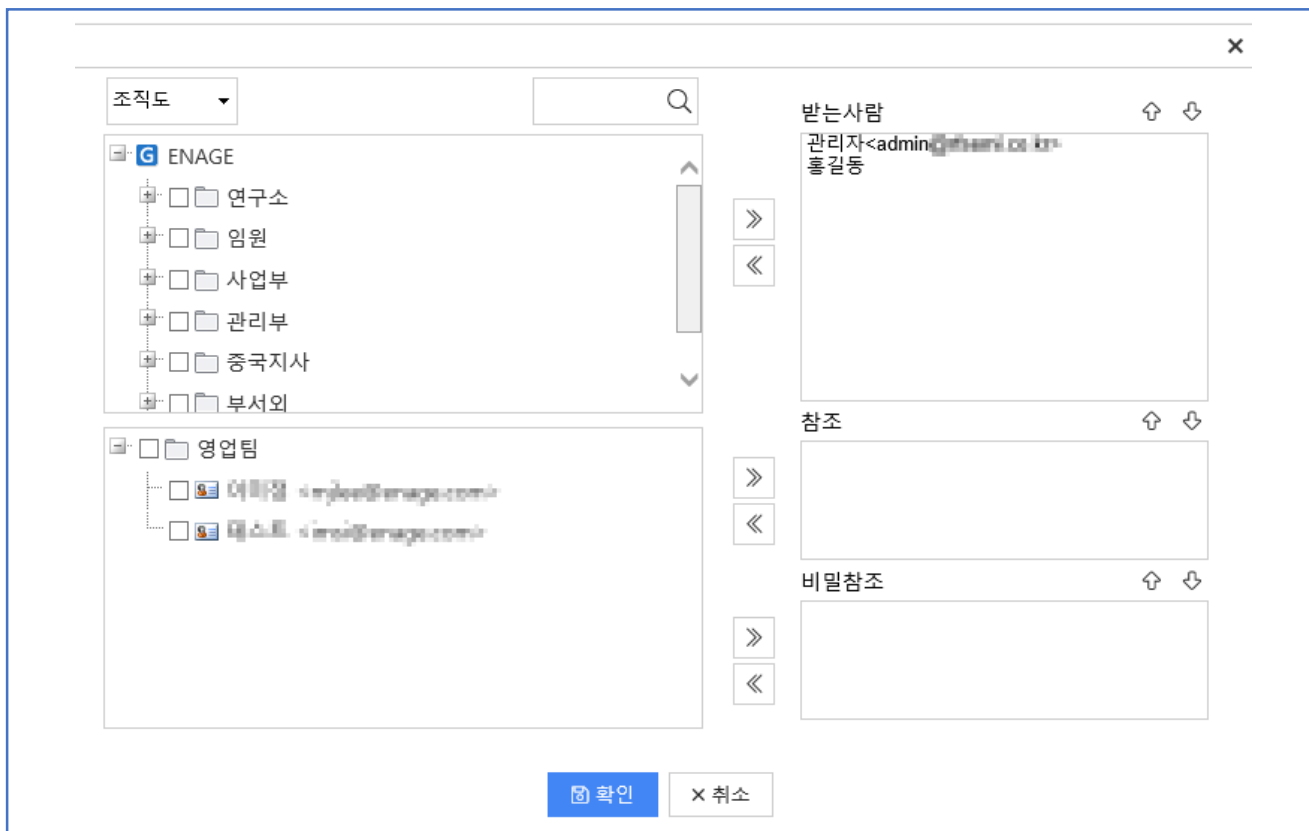 조직도
ENAGE
연구소
임원
사업부
관리부
중국지사
부서외
영업팀
받는사람
관리자<admin
홍길동
참조
비밀참조
확인
취소